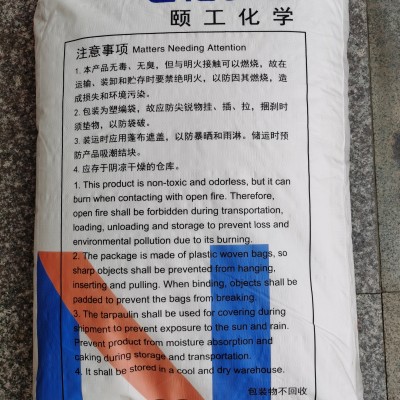 颐工化学
注意事项 Matters Needing Attention
1. 本产品无毒、无臭，但与明火接触可以燃烧，故在
运输、装卸和贮存时要禁绝明火，以防因其燃烧，造
成损失和环境污染。
2. 包装为塑编袋，故应防尖锐物挂、插、拉，捆刹时
须垫物，以防袋破。
3. 装运时应用蓬布遮盖，以防暴晒和雨淋。储运时预
防产品吸潮结块。
4. 应存于阴凉干燥的仓库。
1. This product is non-toxic and odorless, but it can
burn when contacting with open fire. Therefore,
open fire shall be forbidden during transportation,
loading, unloading and storage to prevent loss and
environmental pollution due to its burning.
2. The package is made of plastic woven bags, so
sharp objects shall be prevented from hanging,
inserting and pulling. When binding, objects shall be
padded to prevent the bags from breaking.
3. The tarpaulin shall be used for covering during
shipment to prevent exposure to the sun and rain.
Prevent product from moisture absorption and
caking during storage and transportation.
4. It shall be stored in a cool and dry warehouse.
包装物不回收